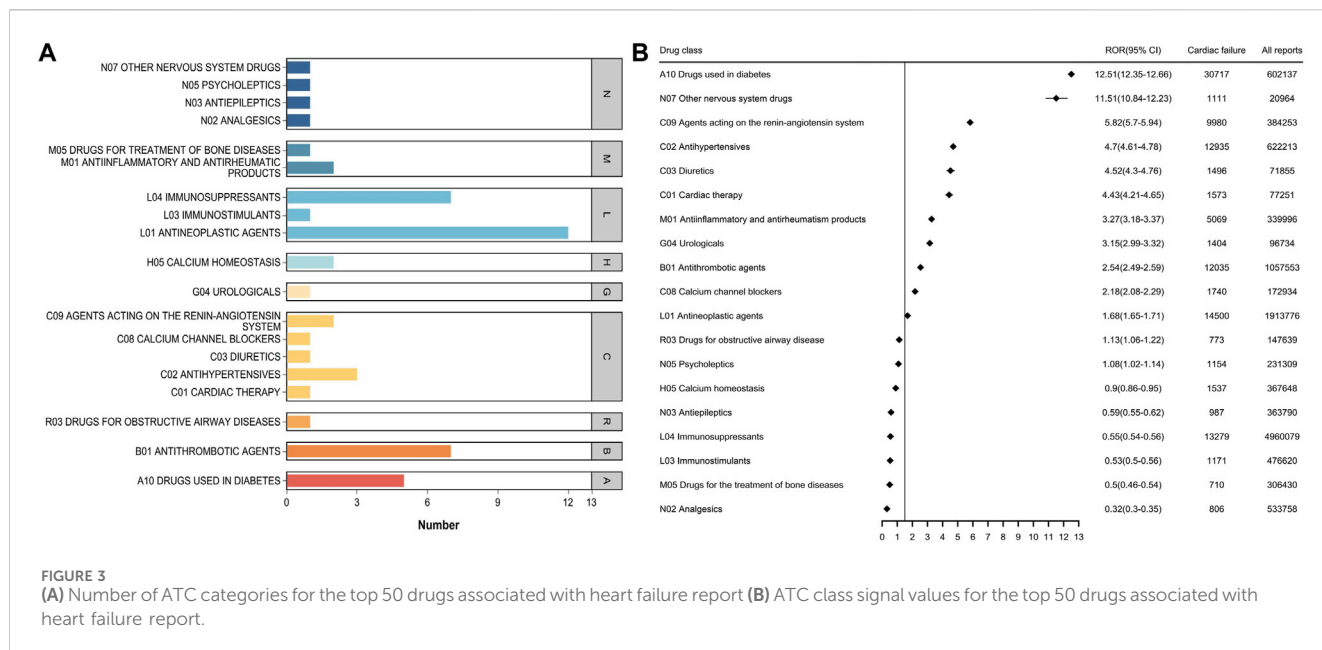 A
N07 OTHER NERVOUS SYSTEM DRUGS
N05 PSYCHOLEPTICS
N03 ANTIEPILEPTICS
N02 ANALGESICS
N
M05 DRUGS FOR TREATMENT OF BONE DISEASES
M01 ANTIINFLAMMATORY AND ANTIRHEUMATIC
PRODUCTS
M
L04 IMMUNOSUPPRESSANTS
L03 IMMUNOSTIMULANTS
L01 ANTINEOPLASTIC AGENTS
L
H05 CALCIUM HOMEOSTASIS
H
G04 UROLOGICALS
G
C09 AGENTS ACTING ON THE RENIN-ANGIOTENSIN
SYSTEM
C08 CALCIUM CHANNEL BLOCKERS
C03 DIURETICS
C02 ANTIHYPERTENSIVES
C01 CARDIAC THERAPY
C
R03 DRUGS FOR OBSTRUCTIVE AIRWAY DISEASES
R
B01 ANTITHROMBOTIC AGENTS
B
A10 DRUGS USED IN DIABETES
A
0 3 6 9 12 13
Number
B
Drug class ROR(95% CI) Cardiac failure All reports
A10 Drugs used in diabetes 12.51(12.35-12.66) 30717 602137
N07 Other nervous system drugs 11.51(10.84-12.23) 1111 20964
C09 Agents acting on the renin-angiotensin system 5.82(5.7-5.94) 9980 384253
C02 Antihypertensives 4.7(4.61-4.78) 12935 622213
C03 Diuretics 4.52(4.3-4.76) 1496 71855
C01 Cardiac therapy 4.43(4.21-4.65) 1573 77251
M01 Antiinflammatory and antirheumatism products 3.27(3.18-3.37) 5069 339996
G04 Urologicals 3.15(2.99-3.32) 1404 96734
B01 Antithrombotic agents 2.54(2.49-2.59) 12035 1057553
C08 Calcium channel blockers 2.18(2.08-2.29) 1740 172934
L01 Antineoplastic agents 1.68(1.65-1.71) 14500 1913776
R03 Drugs for obstructive airway disease 1.13(1.06-1.22) 773 147639
N05 Psycholeptics 1.08(1.02-1.14) 1154 231309
H05 Calcium homeostasis 0.9(0.86-0.95) 1537 367648
N03 Antiepileptics 0.59(0.55-0.62) 987 363790
L04 Immunosuppressants 0.55(0.54-0.56) 13279 4960079
L03 Immunostimulants 0.53(0.5-0.56) 1171 476620
M05 Drugs for the treatment of bone diseases 0.5(0.46-0.54) 710 306430
N02 Analgesics 0.32(0.3-0.35) 806 533758
0 1 2 3 4 5 6 7 8 9 10 11 12 13
FIGURE 3
(A) Number of ATC categories for the top 50 drugs associated with heart failure report (B) ATC class signal values for the top 50 drugs associated with
heart failure report.